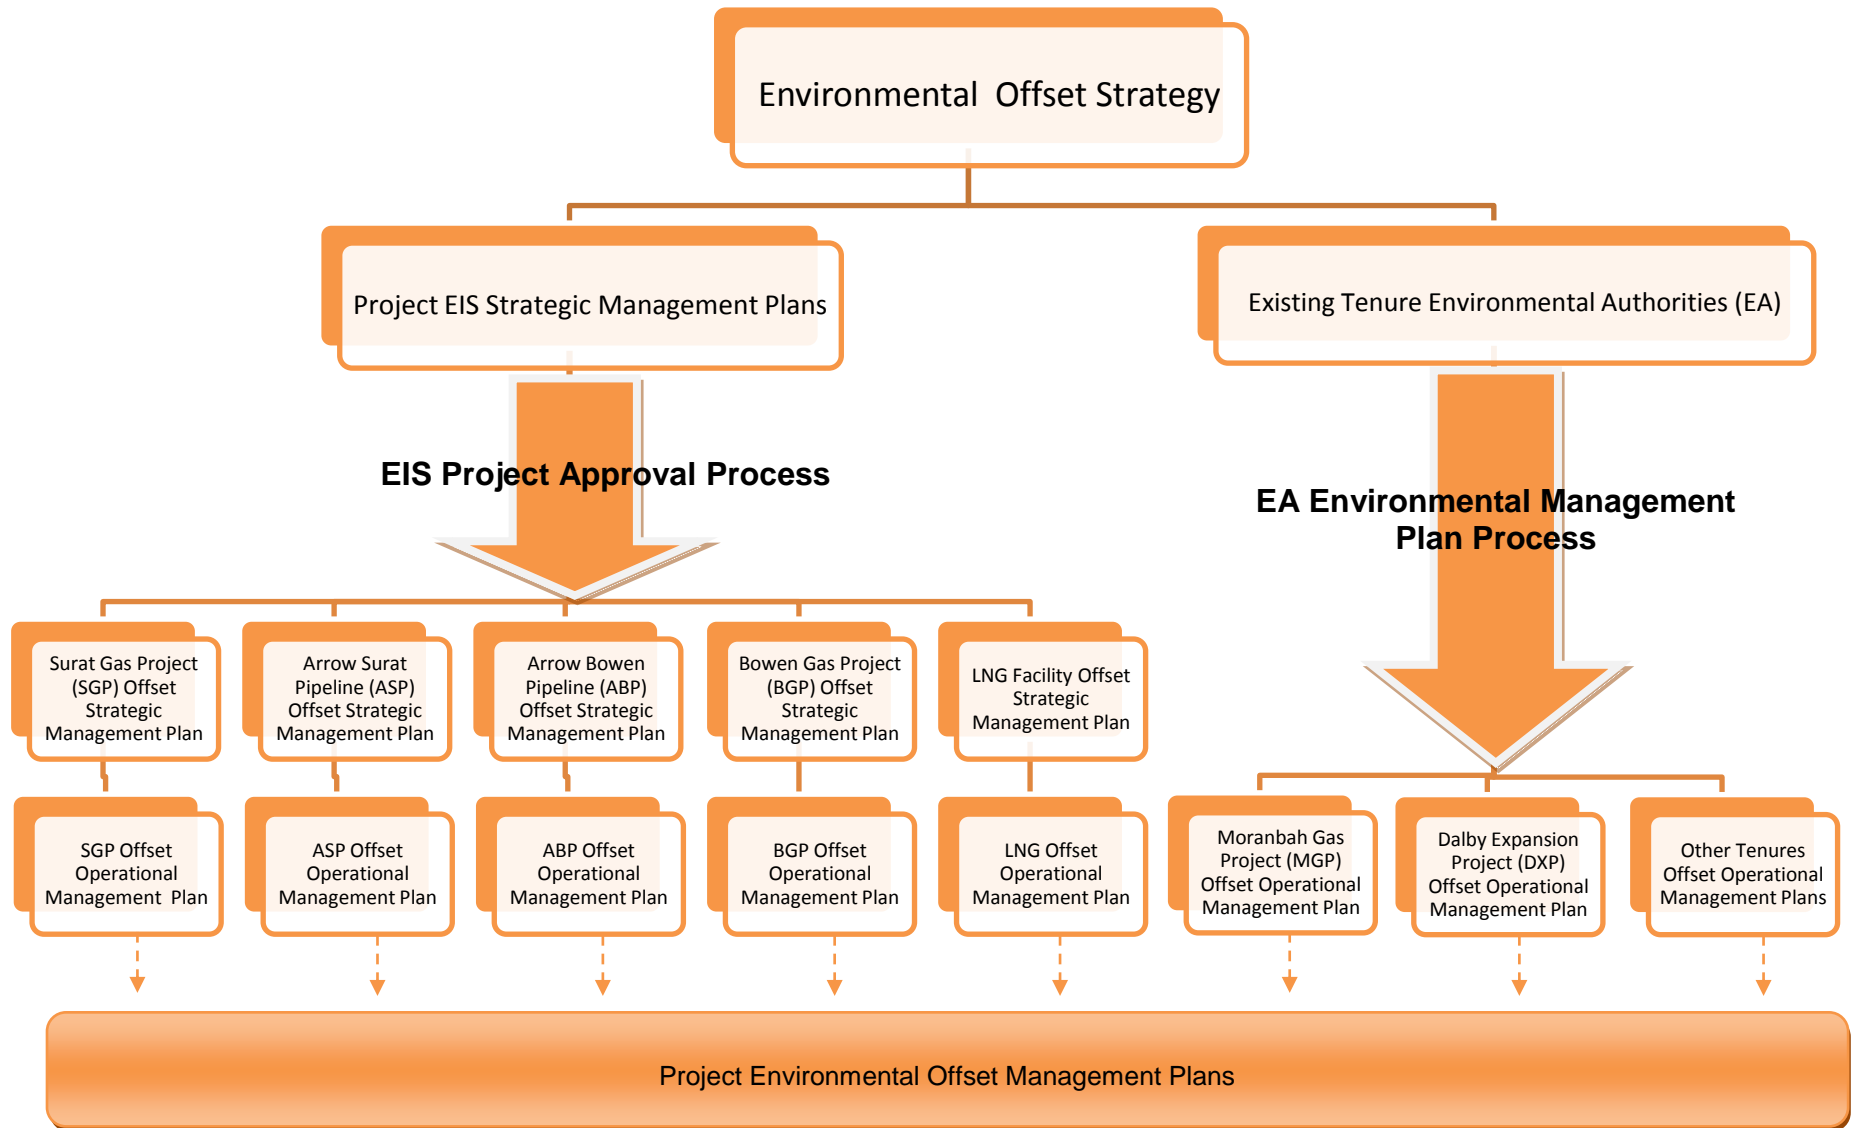 Environmental  Offset Strategy
Project EIS Strategic Management Plans
Existing Tenure Environmental Authorities (EA)
EIS Project Approval Process
EA Environmental Management
Plan Process
Surat Gas Project
(SGP) Offset
Strategic
Management Plan
Arrow Surat
Pipeline (ASP)
Offset Strategic
Management Plan
Arrow Bowen
Pipeline (ABP)
Offset Strategic
Management Plan
Bowen Gas Project
(BGP) Offset
Strategic
Management Plan
LNG Facility Offset
Strategic
Management Plan
SGP Offset
Operational
Management  Plan
ASP Offset
Operational
Management Plan
ABP Offset
Operational
Management Plan
BGP Offset
Operational
Management Plan
LNG Offset
Operational
Management Plan
Moranbah Gas
Project (MGP)
Offset Operational
Management Plan
Dalby Expansion
Project (DXP)
Offset Operational
Management Plan
Other Tenures
Offset Operational
Management Plans
Project Environmental Offset Management Plans